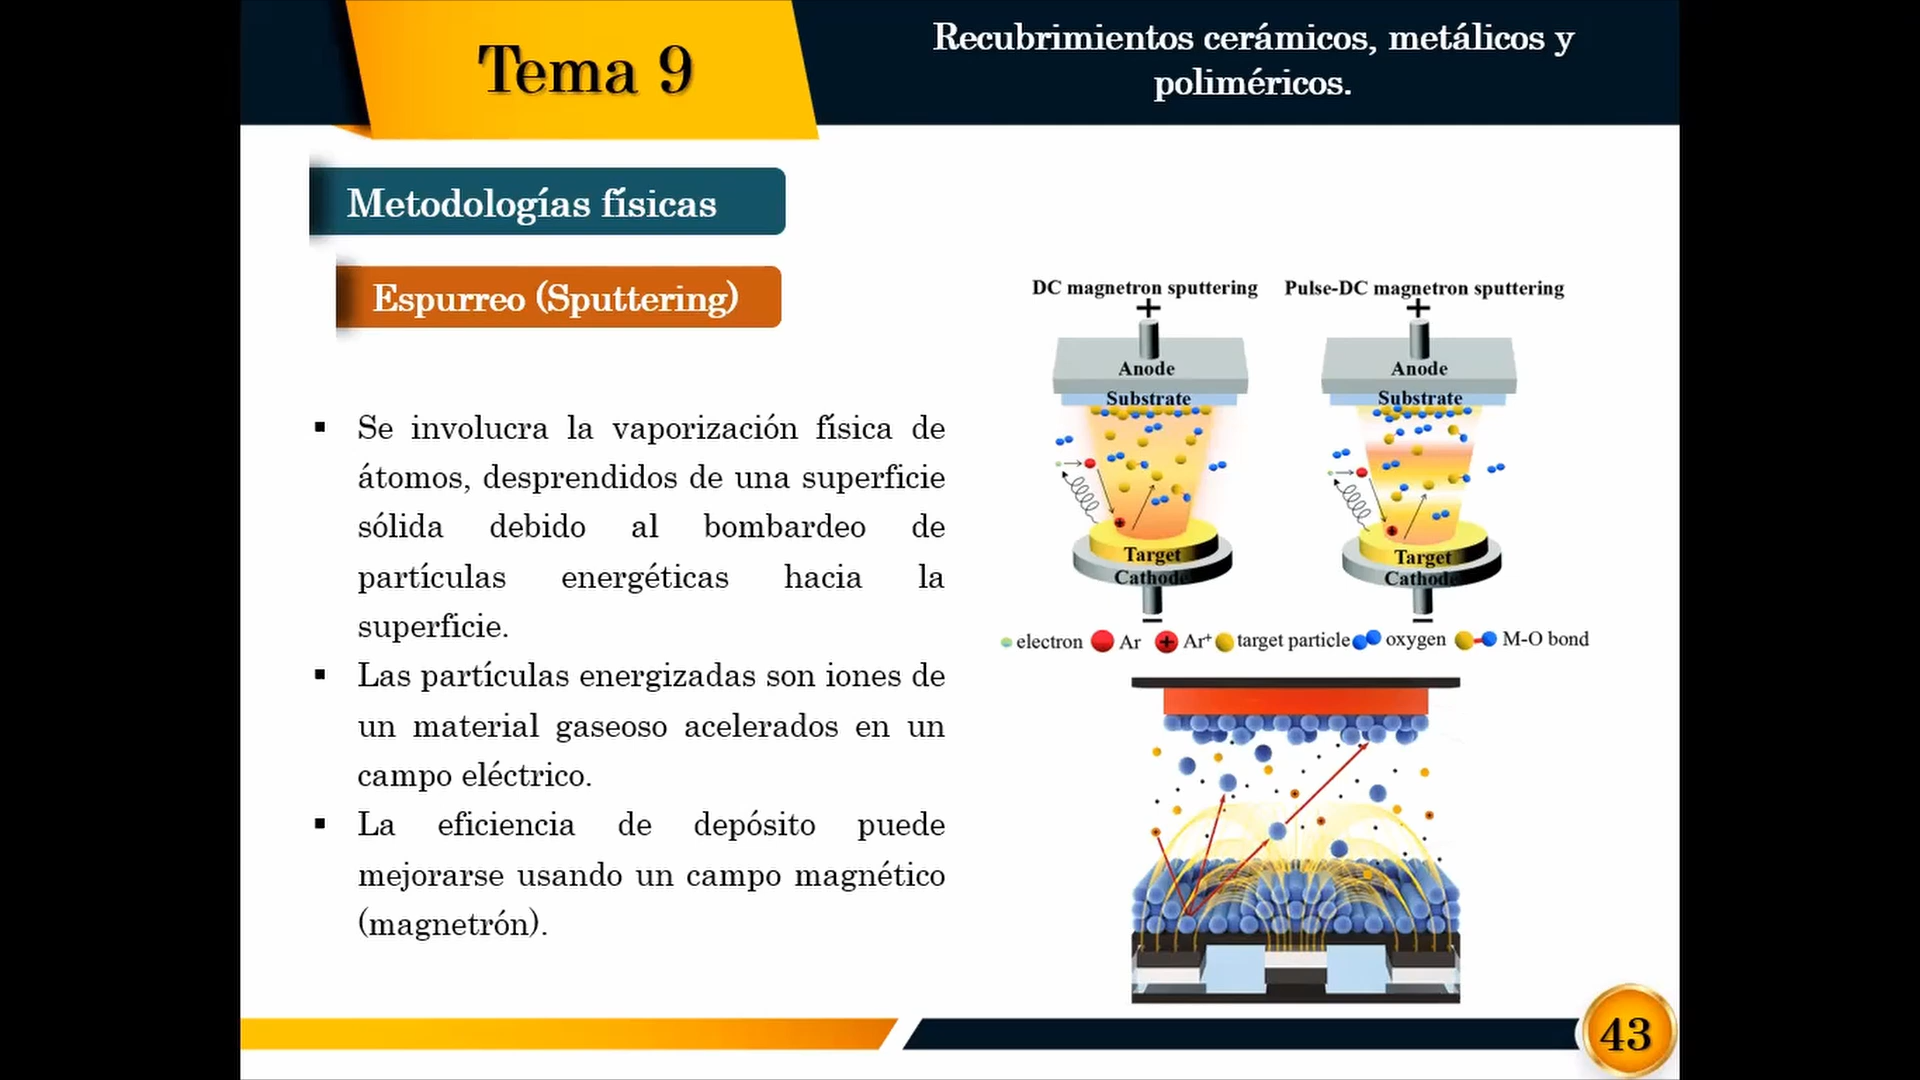 Tema 9
Recubrimientos cerámicos, metálicos y
poliméricos.
Metodologías físicas
Espurreo (Sputtering)
▪ Se involucra la vaporización física de
átomos, desprendidos de una superficie
sólida debido al bombardeo de
partículas energéticas hacia la
superficie.
▪ Las partículas energizadas son iones de
un material gaseoso acelerados en un
campo eléctrico.
▪ La eficiencia de depósito puede
mejorarse usando un campo magnético
(magnetrón).
DC magnetron sputtering
+
Anode
Substrate
+
Target
Cathode
−
Pulse-DC magnetron sputtering
+
Anode
Substrate
+
Target
Cathode
−
electron Ar + Ar⁺ target particle oxygen M-O bond
43